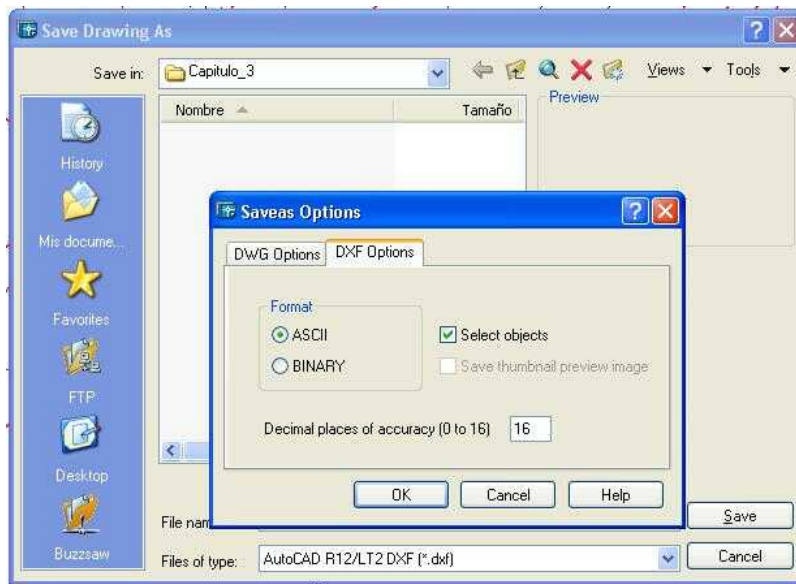 Save Drawing As
Save in: Capitulo_3 Views Tools
Nombre Tamaño Preview
History
Mis docume...
Favorites
FTP
Desktop
Buzzsaw
Saveas Options
DWG Options DXF Options
Format
ASCII
BINARY
Select objects
Save thumbnail preview image
Decimal places of accuracy (0 to 16) 16
OK Cancel Help
File nam Save
Files of type: AutoCAD R12/LT2 DXF (*.dxf) Cancel